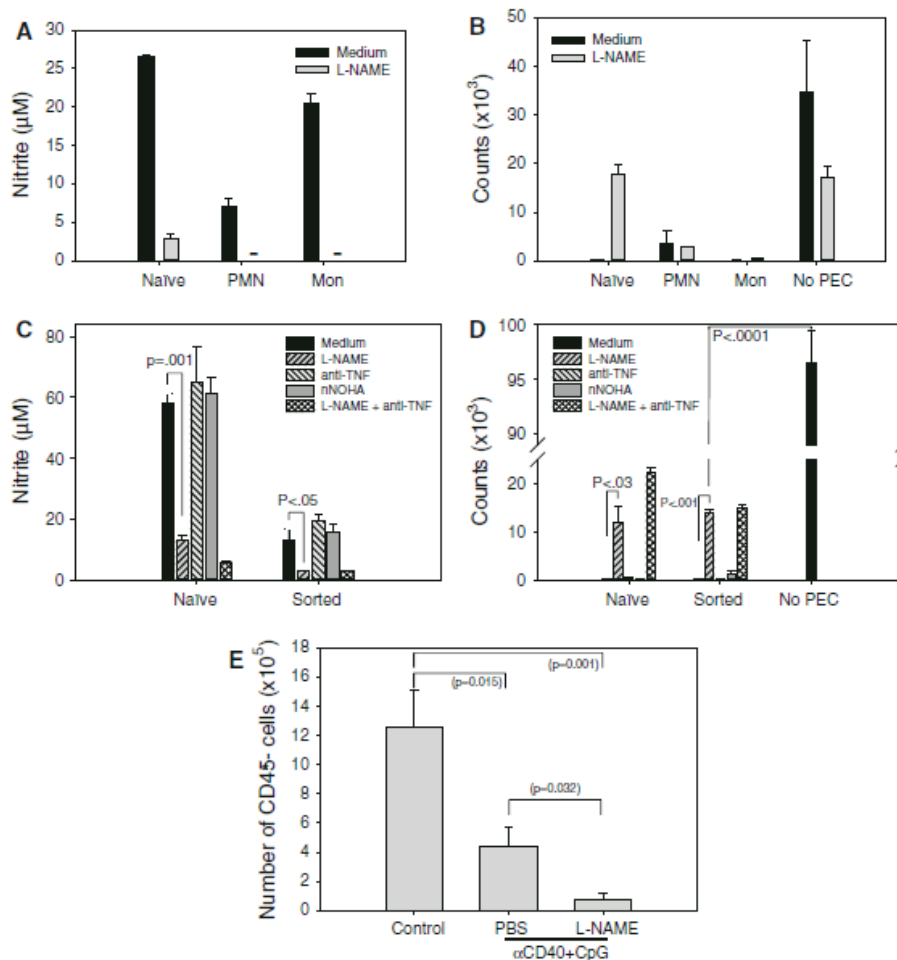 A
30
25
20
15
10
5
0
Nitrite (µM)
Medium
L-NAME
Naïve PMN Mon
B
50
40
30
20
10
0
Counts (x10³)
Medium
L-NAME
Naïve PMN Mon No PEC
C
80
60
40
20
0
Nitrite (µM)
p=.001
P<.05
Medium
L-NAME
anti-TNF
nNOHA
L-NAME + anti-TNF
Naïve Sorted
D
100
95
90
20
10
0
Counts (x10³)
Medium
L-NAME
anti-TNF
nNOHA
L-NAME + anti-TNF
P<.0001
P<.03
P<.001
Naïve Sorted No PEC
E
18
16
14
12
10
8
6
4
2
0
Number of CD45- cells (x10⁵)
(p=0.001)
(p=0.015)
(p=0.032)
Control PBS L-NAME
αCD40+CpG